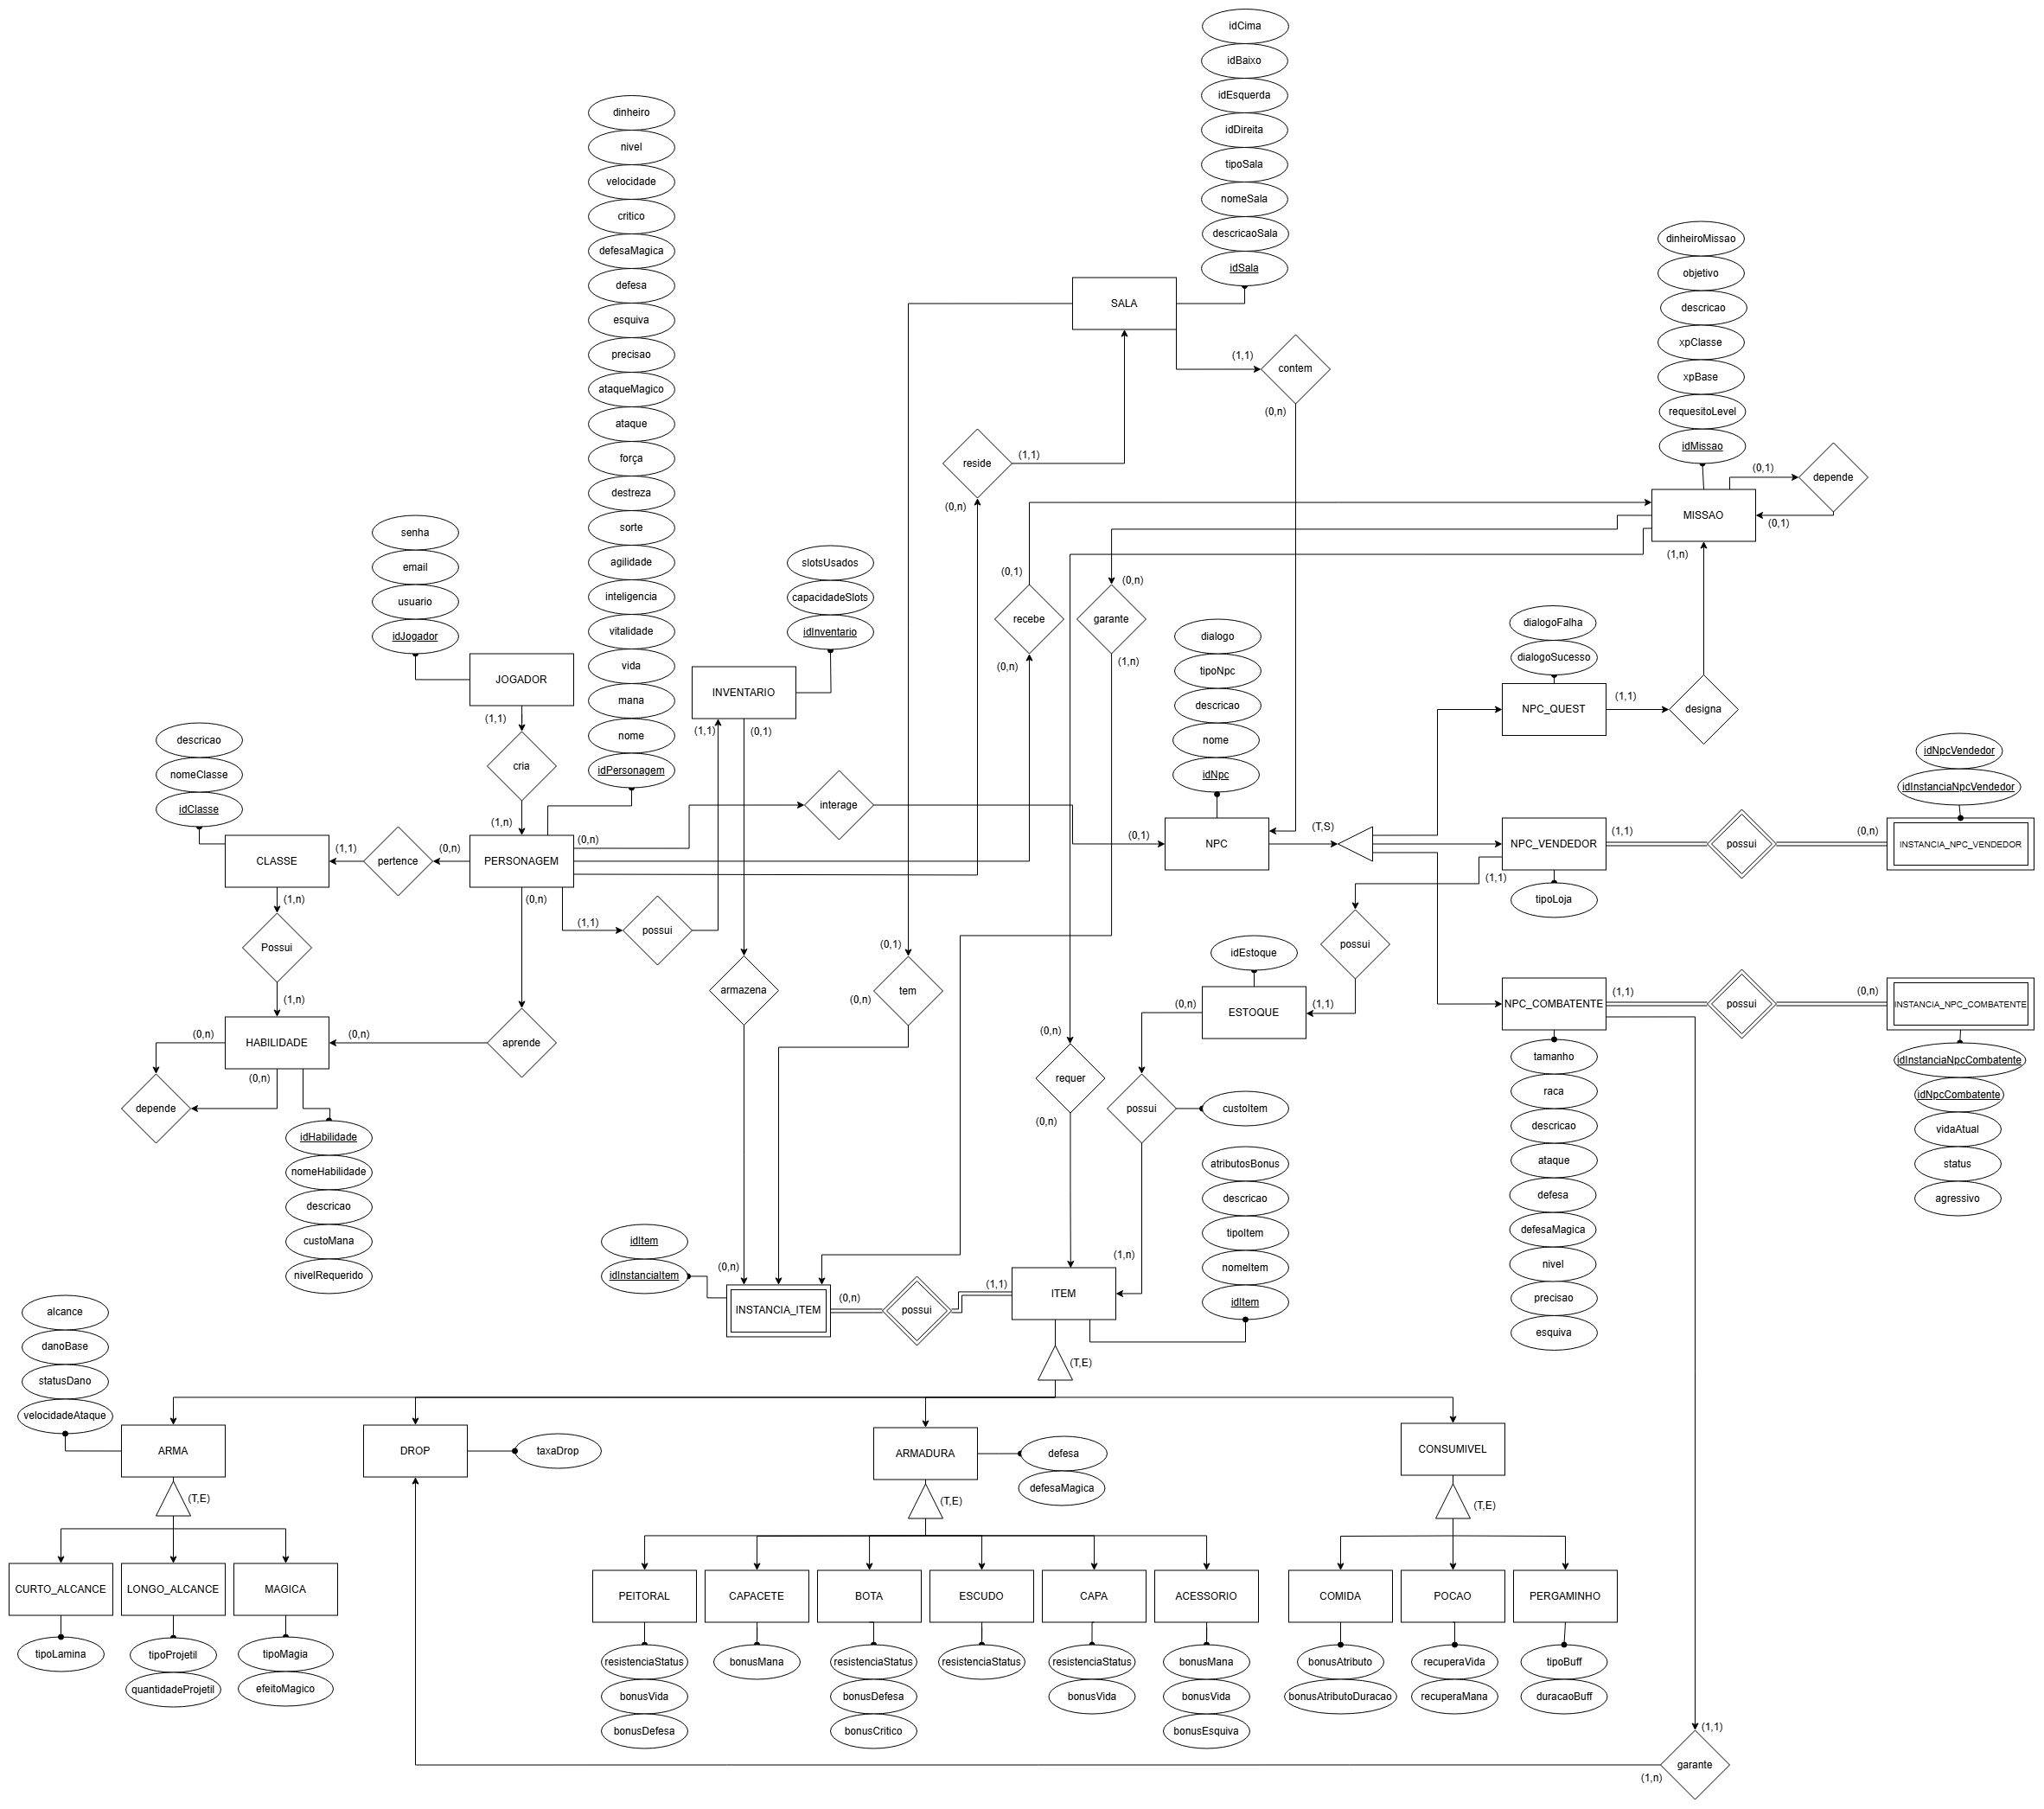 idCima
idBaixo
idEsquerda
idDireita
tipoSala
nomeSala
descricaoSala
idSala
SALA
(1,1)
contem
(0,n)
reside
(1,1)
(0,n)
dinheiro
nivel
velocidade
critico
defesaMagica
defesa
esquiva
precisao
ataqueMagico
ataque
força
destreza
sorte
agilidade
inteligencia
vitalidade
vida
mana
nome
idPersonagem
dinheiroMissao
objetivo
descricao
xpClasse
xpBase
requesitoLevel
idMissao
(0,1)
depende
MISSAO
(0,1)
(1,n)
senha
email
usuario
idJogador
JOGADOR
(1,1)
cria
(1,n)
slotsUsados
capacidadeSlots
idInventario
INVENTARIO
(1,1)
(0,1)
(0,1)
recebe
(0,n)
(0,n)
garante
(1,n)
dialogo
tipoNpc
descricao
nome
idNpc
NPC
(0,1)
(T,S)
dialogoFalha
dialogoSucesso
NPC_QUEST
(1,1)
designa
idNpcVendedor
idInstanciaNpcVendedor
NPC_VENDEDOR
(1,1)
possui
(0,n)
INSTANCIA_NPC_VENDEDOR
(1,1)
tipoLoja
descricao
nomeClasse
idClasse
CLASSE
(1,1)
pertence
(0,n)
PERSONAGEM
(0,n)
interage
(0,n)
(1,1)
possui
(1,n)
Possui
(1,n)
HABILIDADE
(0,n)
(0,n)
aprende
(0,n)
depende
idHabilidade
nomeHabilidade
descricao
custoMana
nivelRequerido
armazena
(0,1)
(0,n)
tem
(0,n)
requer
(0,n)
possui
(1,1)
idEstoque
ESTOQUE
(0,n)
possui
custoItem
(1,n)
NPC_COMBATENTE
(1,1)
possui
(0,n)
INSTANCIA_NPC_COMBATENTE
tamanho
raca
descricao
ataque
defesa
defesaMagica
nivel
precisao
esquiva
idInstanciaNpcCombatente
idNpcCombatente
vidaAtual
status
agressivo
atributosBonus
descricao
tipoItem
nomeItem
idItem
idItem
idInstanciaItem
(0,n)
INSTANCIA_ITEM
(0,n)
possui
(1,1)
ITEM
(T,E)
alcance
danoBase
statusDano
velocidadeAtaque
ARMA
(T,E)
DROP
taxaDrop
ARMADURA
defesa
defesaMagica
(T,E)
CONSUMIVEL
(T,E)
CURTO_ALCANCE
LONGO_ALCANCE
MAGICA
tipoLamina
tipoProjetil
quantidadeProjetil
tipoMagia
efeitoMagico
PEITORAL
CAPACETE
BOTA
ESCUDO
CAPA
ACESSORIO
resistenciaStatus
bonusVida
bonusDefesa
bonusMana
resistenciaStatus
bonusDefesa
bonusCritico
resistenciaStatus
resistenciaStatus
bonusVida
bonusMana
bonusVida
bonusEsquiva
COMIDA
POCAO
PERGAMINHO
bonusAtributo
bonusAtributoDuracao
recuperaVida
recuperaMana
tipoBuff
duracaoBuff
(1,1)
garante
(1,n)